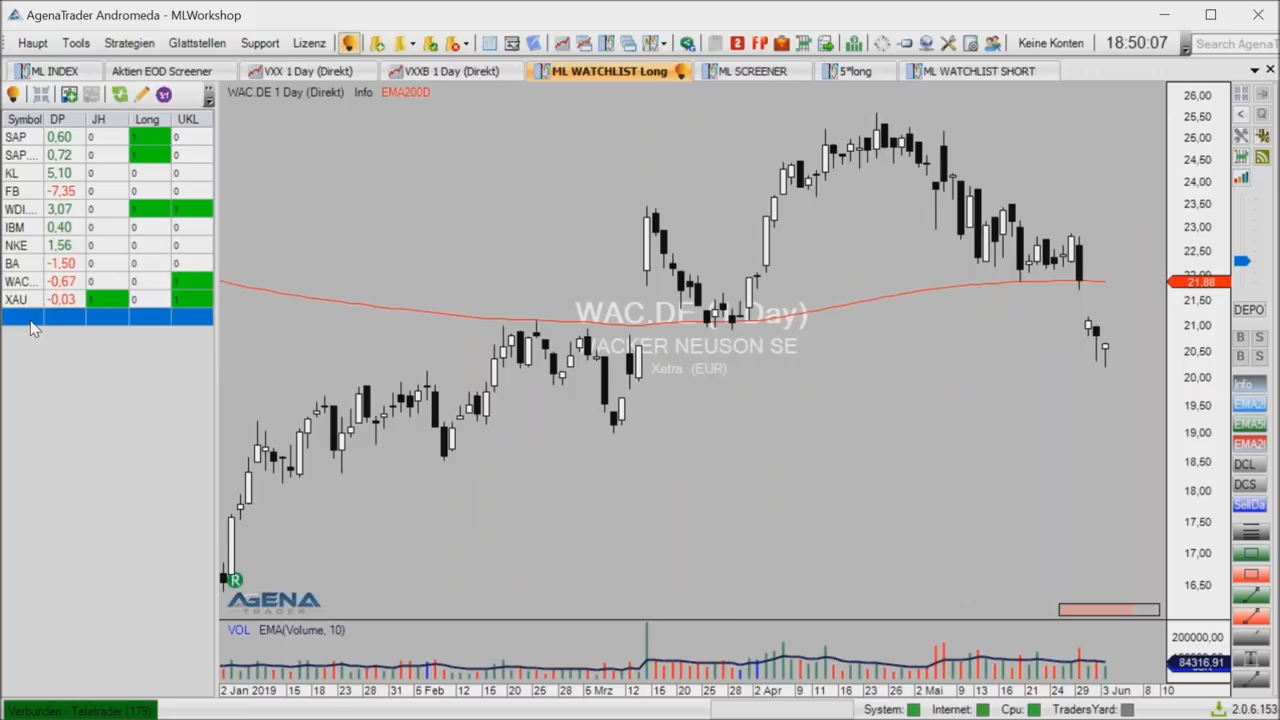 AgenaTrader Andromeda - MLWorkshop
Haupt Tools Strategien Glattstellen Support Lizenz Keine Konten 18:50:07 Search AgenaT
ML INDEX Aktien EOD Screener VXX 1 Day (Direkt) VXXB 1 Day (Direkt) ML WATCHLIST Long ML SCREENER 5*long ML WATCHLIST SHORT
WAC.DE 1 Day (Direkt) Info EMA200D
Symbol DP JH Long UKL
SAP 0,60 0 1 0
SAP.... 0,72 0 1 0
KL 5,10 0 0 0
FB -7,35 0 0 0
WDI.... 3,07 0 1 1
IBM 0,40 0 0 0
NKE 1,56 0 0 0
BA -1,50 0 0 0
WAC... -0,67 0 0 1
XAU -0,03 1 0 1
WAC.DE (1 Day)
WACKER NEUSON SE
Xetra (EUR)
26,00
25,50
25,00
24,50
24,00
23,50
23,00
22,50
22,00
21,88
21,50
21,00
20,50
20,00
19,50
19,00
18,50
18,00
17,50
17,00
16,50
R
AGENA
TRADER
DEPO
B S
B S
Info
EMA2
EMA5
EMA2
DCL
DCS
SellDa
T
VOL EMA(Volume, 10)
200000,00
84316,91
2 Jan 2019 15 18 23 28 31 5 Feb 12 15 20 25 28 5 Mrz 12 15 20 25 28 2 Apr 8 11 16 23 26 2 Mai 9 13 16 21 24 29 3 Jun 10
Verbunden - Teletrader (179) System: Internet: Cpu: TradersYard: 2.0.6.153